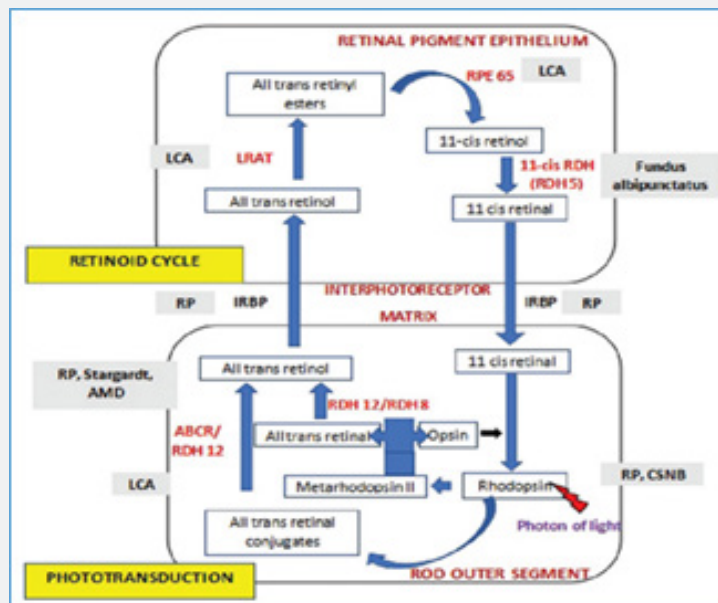 RETINAL PIGMENT EPITHELIUM
All trans retinyl
esters
RPE 65
LCA
11-cis retinol
LCA
LRAT
11-cis RDH
(RDH5)
Fundus
albipunctatus
All trans retinol
11 cis retinal
RETINOID CYCLE
RP
IRBP
INTERPHOTORECEPTOR
MATRIX
IRBP
RP
RP, Stargardt,
AMD
All trans retinol
11 cis retinal
RDH 12/RDH 8
ABCR/
RDH 12
All trans retinal
Opsin
LCA
Metarhodopsin II
Rhodopsin
RP, CSNB
Photon of light
All trans retinal
conjugates
PHOTOTRANSDUCTION
ROD OUTER SEGMENT